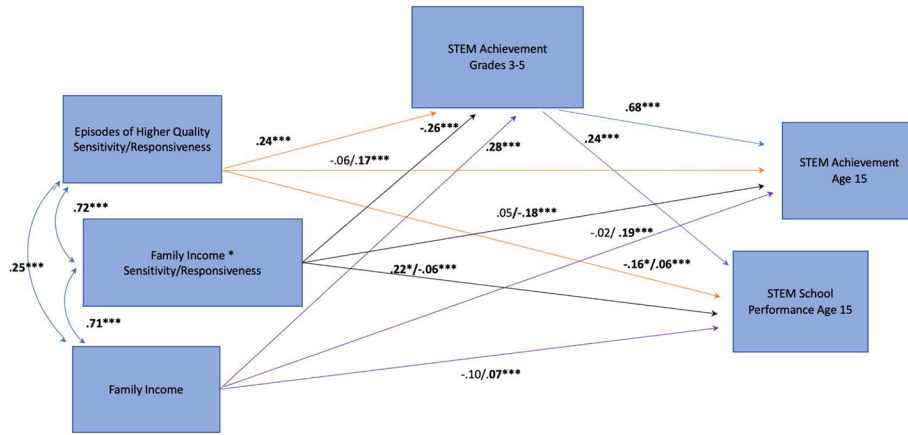 STEM Achievement
Grades 3-5
.68***
Episodes of Higher Quality
Sensitivity/Responsiveness
.24***
-.26***
.28***
.24***
-.06/.17***
STEM Achievement
Age 15
.72***
.05/-.18***
-.02/ .19***
Family Income *
Sensitivity/Responsiveness
.25***
.22*/-.06***
-.16*/.06***
STEM School
Performance Age 15
.71***
Family Income
-.10/.07***